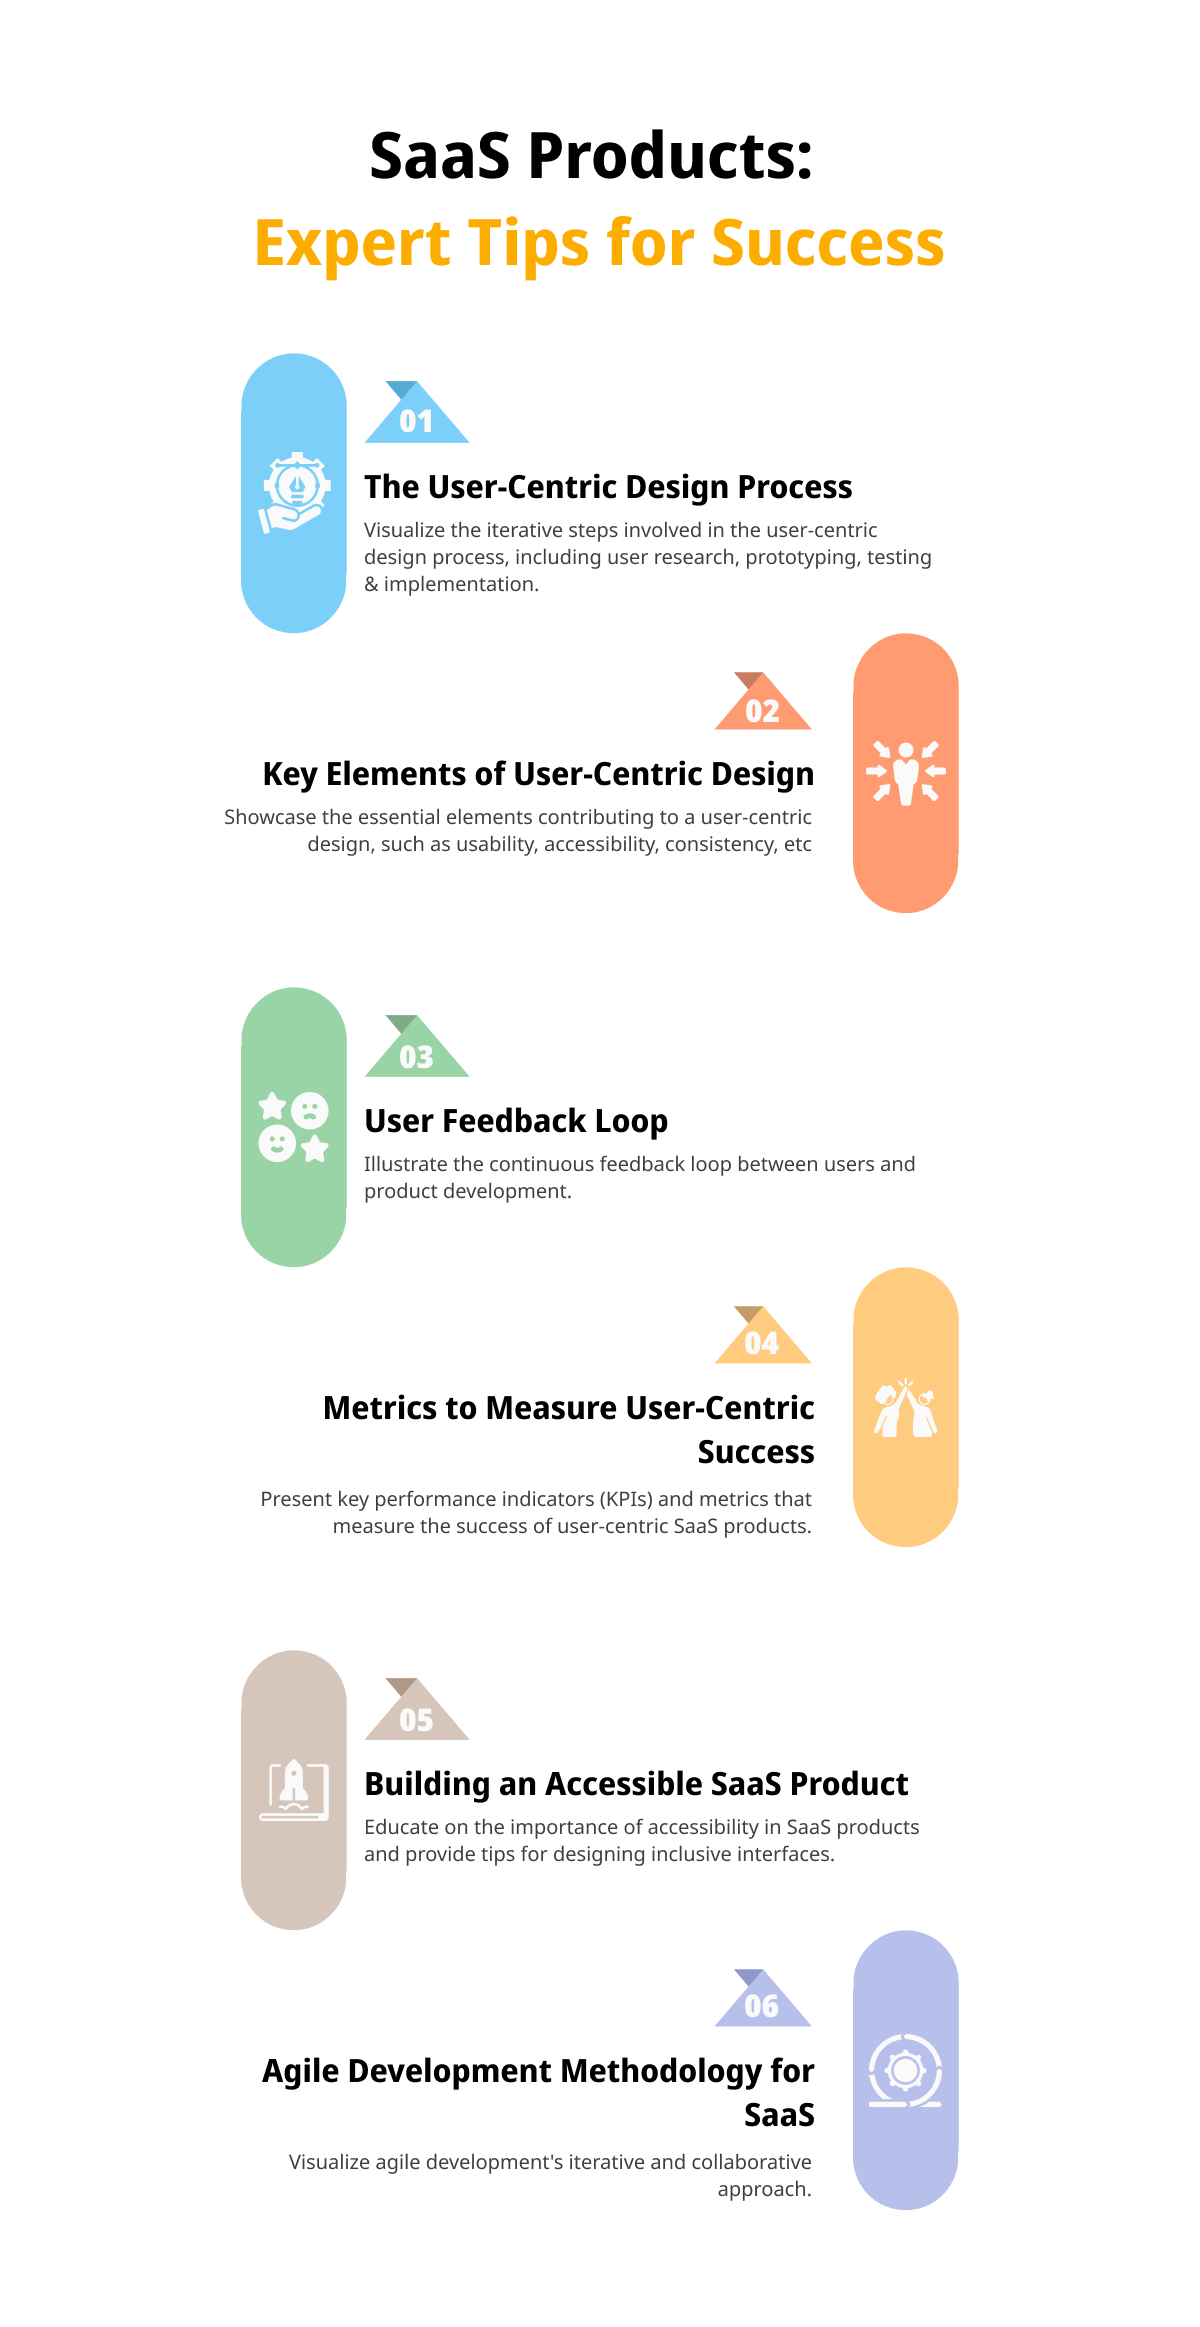 SaaS Products:
Expert Tips for Success
01
The User-Centric Design Process
Visualize the iterative steps involved in the user-centric
design process, including user research, prototyping, testing
& implementation.
02
Key Elements of User-Centric Design
Showcase the essential elements contributing to a user-centric
design, such as usability, accessibility, consistency, etc
03
User Feedback Loop
Illustrate the continuous feedback loop between users and
product development.
04
Metrics to Measure User-Centric
Success
Present key performance indicators (KPIs) and metrics that
measure the success of user-centric SaaS products.
05
Building an Accessible SaaS Product
Educate on the importance of accessibility in SaaS products
and provide tips for designing inclusive interfaces.
06
Agile Development Methodology for
SaaS
Visualize agile development's iterative and collaborative
approach.